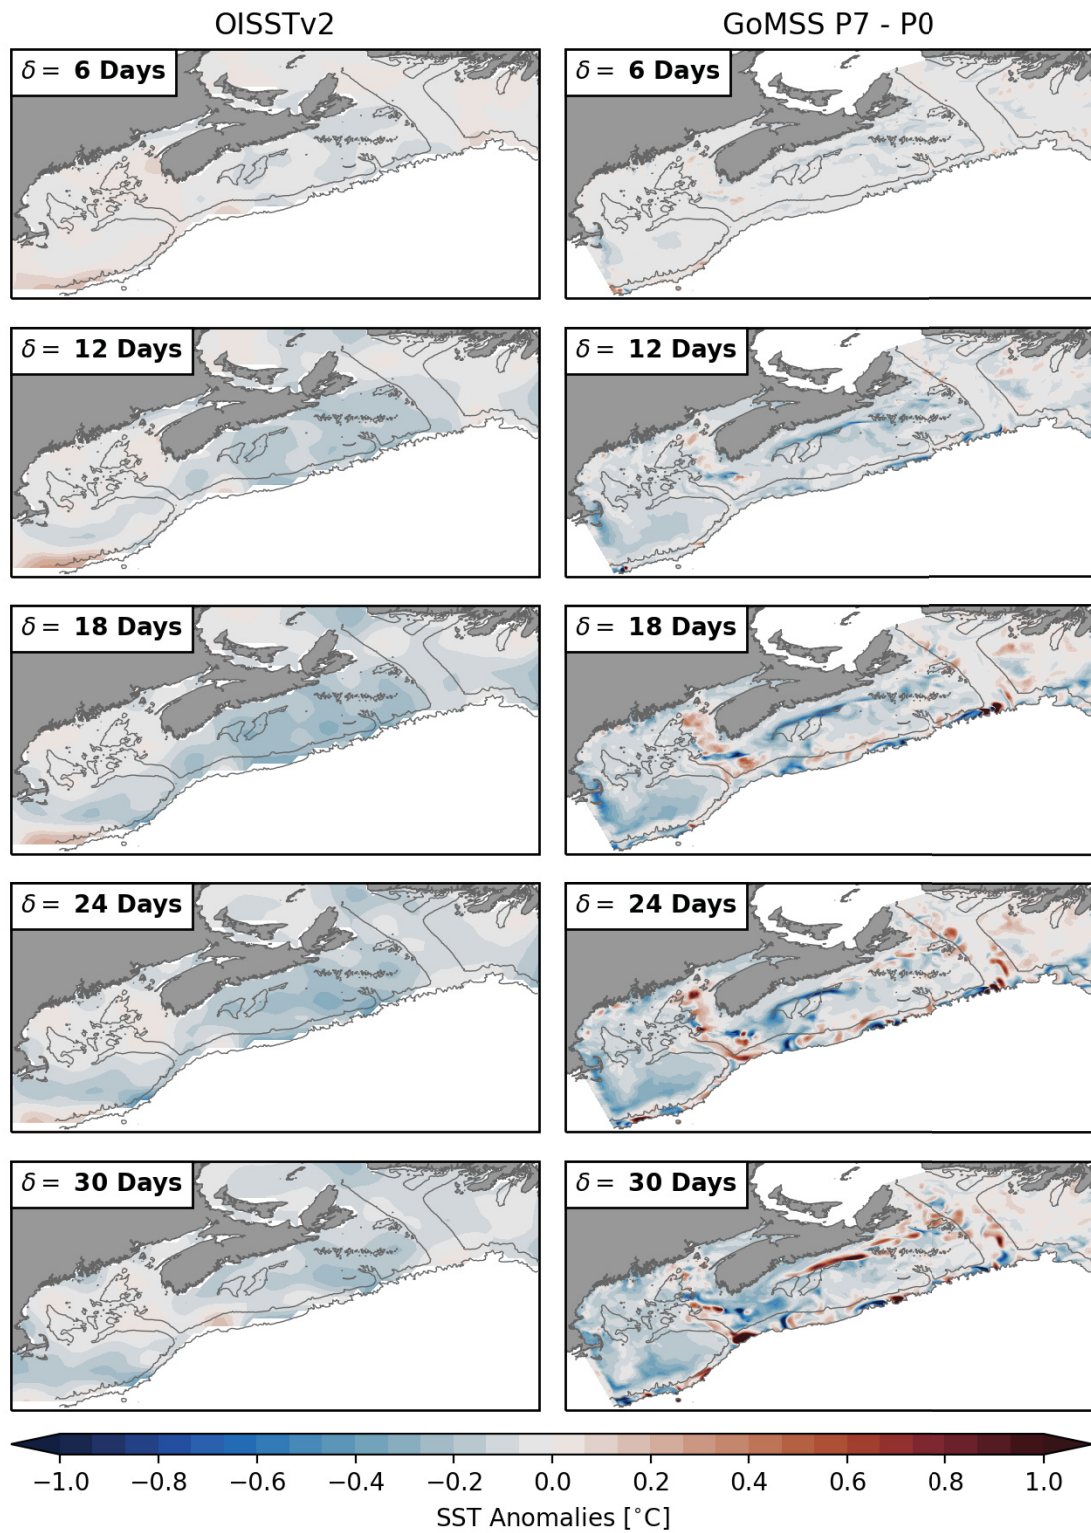 OISSTv2
GoMSS P7 - P0
δ = 6 Days
δ = 6 Days
δ = 12 Days
δ = 12 Days
δ = 18 Days
δ = 18 Days
δ = 24 Days
δ = 24 Days
δ = 30 Days
δ = 30 Days
−1.0 −0.8 −0.6 −0.4 −0.2 0.0 0.2 0.4 0.6 0.8 1.0
SST Anomalies [°C]